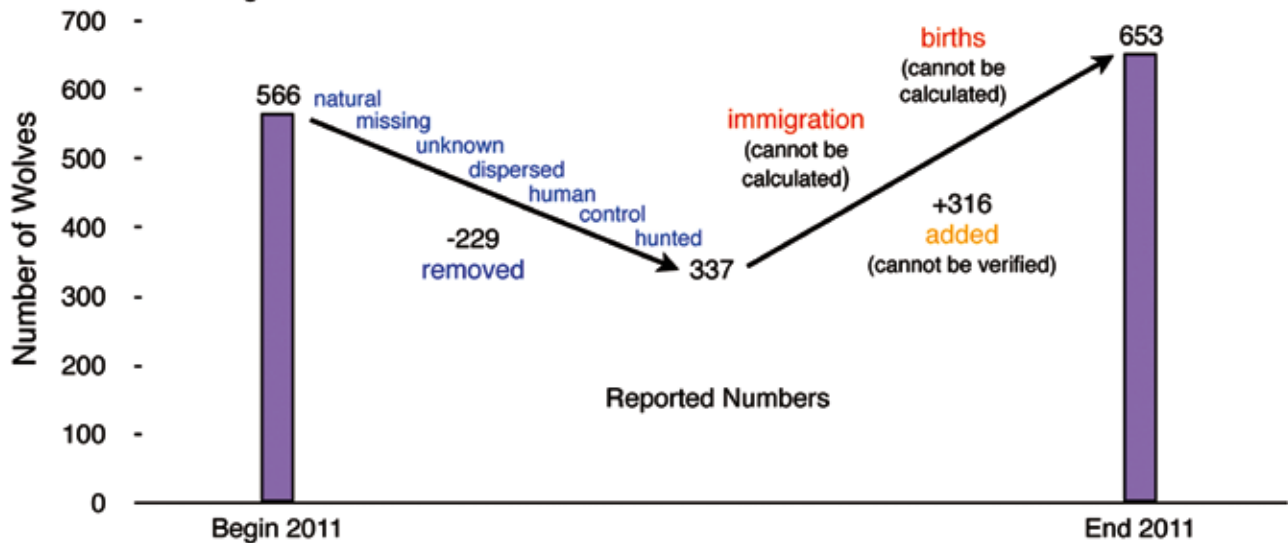 700 -
600 -
500 -
400 -
300 -
200 -
100 -
0
Number of Wolves
566
natural
missing
unknown
dispersed
human
control
hunted
-229
removed
337
immigration
(cannot be
calculated)
births
(cannot be
calculated)
+316
added
(cannot be verified)
653
Reported Numbers
Begin 2011
End 2011